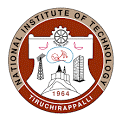 NATIONAL INSTITUTE OF TECHNOLOGY
1964
TIRUCHIRAPPALLI